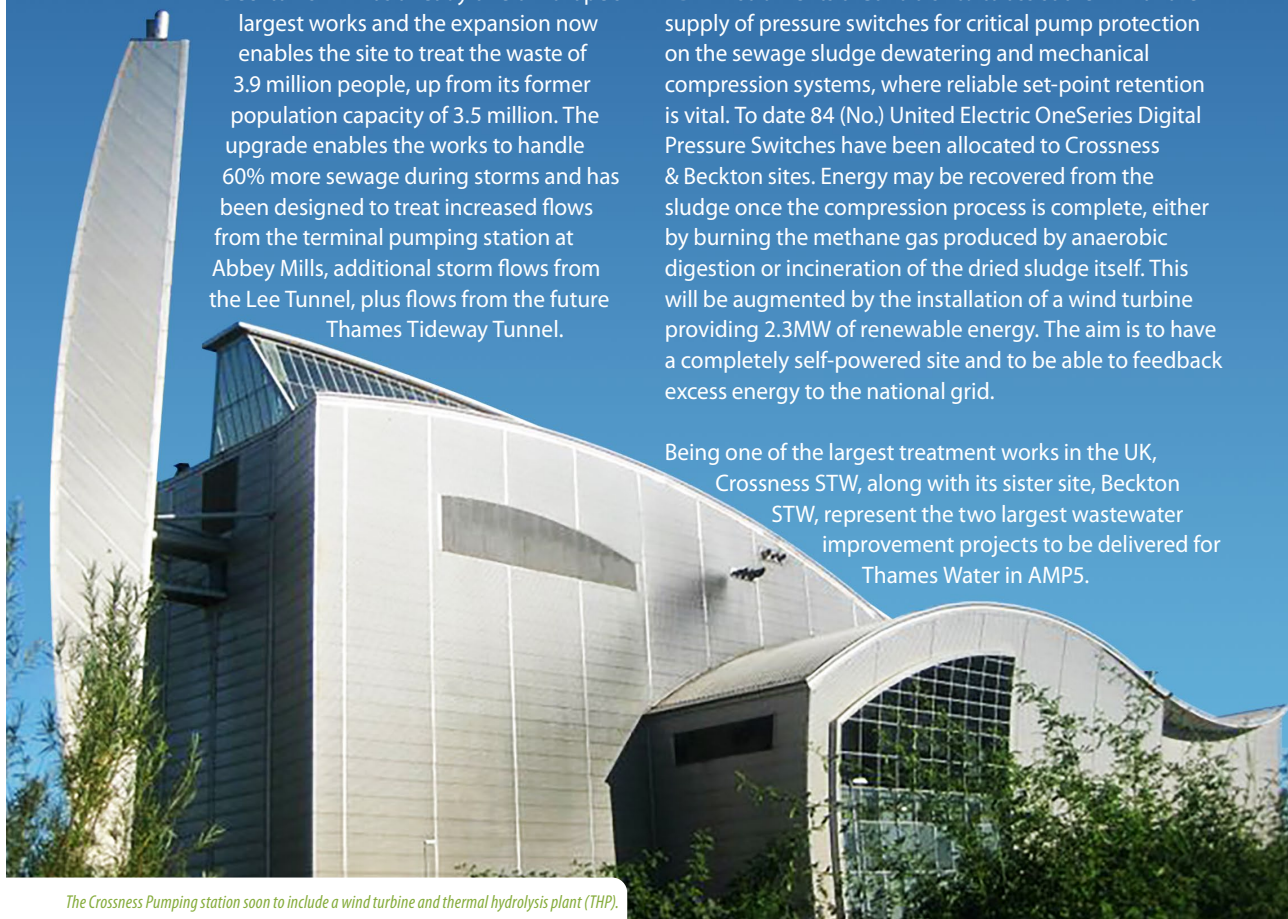 largest works and the expansion now
enables the site to treat the waste of
3.9 million people, up from its former
population capacity of 3.5 million. The
upgrade enables the works to handle
60% more sewage during storms and has
been designed to treat increased flows
from the terminal pumping station at
Abbey Mills, additional storm flows from
the Lee Tunnel, plus flows from the future
Thames Tideway Tunnel.
supply of pressure switches for critical pump protection
on the sewage sludge dewatering and mechanical
compression systems, where reliable set-point retention
is vital. To date 84 (No.) United Electric OneSeries Digital
Pressure Switches have been allocated to Crossness
& Beckton sites. Energy may be recovered from the
sludge once the compression process is complete, either
by burning the methane gas produced by anaerobic
digestion or incineration of the dried sludge itself. This
will be augmented by the installation of a wind turbine
providing 2.3MW of renewable energy. The aim is to have
a completely self-powered site and to be able to feedback
excess energy to the national grid.
Being one of the largest treatment works in the UK,
Crossness STW, along with its sister site, Beckton
STW, represent the two largest wastewater
improvement projects to be delivered for
Thames Water in AMP5.
The Crossness Pumping station soon to include a wind turbine and thermal hydrolysis plant (THP).